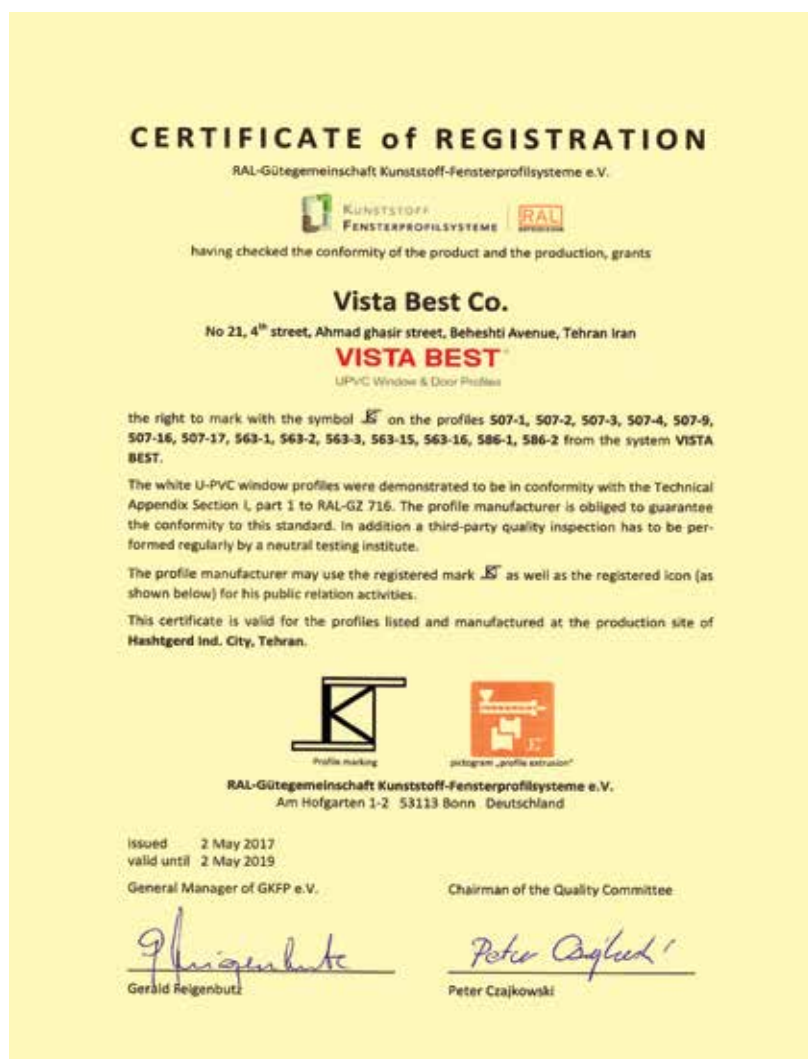 CERTIFICATE of REGISTRATION
RAL-Gütegemeinschaft Kunststoff-Fensterprofilsysteme e.V.
KUNSTSTOFF
FENSTERPROFILSYSTEME
RAL
having checked the conformity of the product and the production, grants
Vista Best Co.
No 21, 4th street, Ahmad ghasir street, Beheshti Avenue, Tehran Iran
VISTA BEST
UPVC Window & Door Profiles
the right to mark with the symbol K on the profiles 507-1, 507-2, 507-3, 507-4, 507-9,
507-16, 507-17, 563-1, 563-2, 563-3, 563-15, 563-16, 586-1, 586-2 from the system VISTA
BEST.
The white U-PVC window profiles were demonstrated to be in conformity with the Technical
Appendix Section I, part 1 to RAL-GZ 716. The profile manufacturer is obliged to guarantee
the conformity to this standard. In addition a third-party quality inspection has to be per-
formed regularly by a neutral testing institute.
The profile manufacturer may use the registered mark K as well as the registered icon (as
shown below) for his public relation activities.
This certificate is valid for the profiles listed and manufactured at the production site of
Hashtgerd Ind. City, Tehran.
K
Profile marking
pictogram „profile extrusion"
RAL-Gütegemeinschaft Kunststoff-Fensterprofilsysteme e.V.
Am Hofgarten 1-2 53113 Bonn Deutschland
issued 2 May 2017
valid until 2 May 2019
General Manager of GKFP e.V.
Chairman of the Quality Committee
Gerald Feigenbutz
Peter Czajkowski